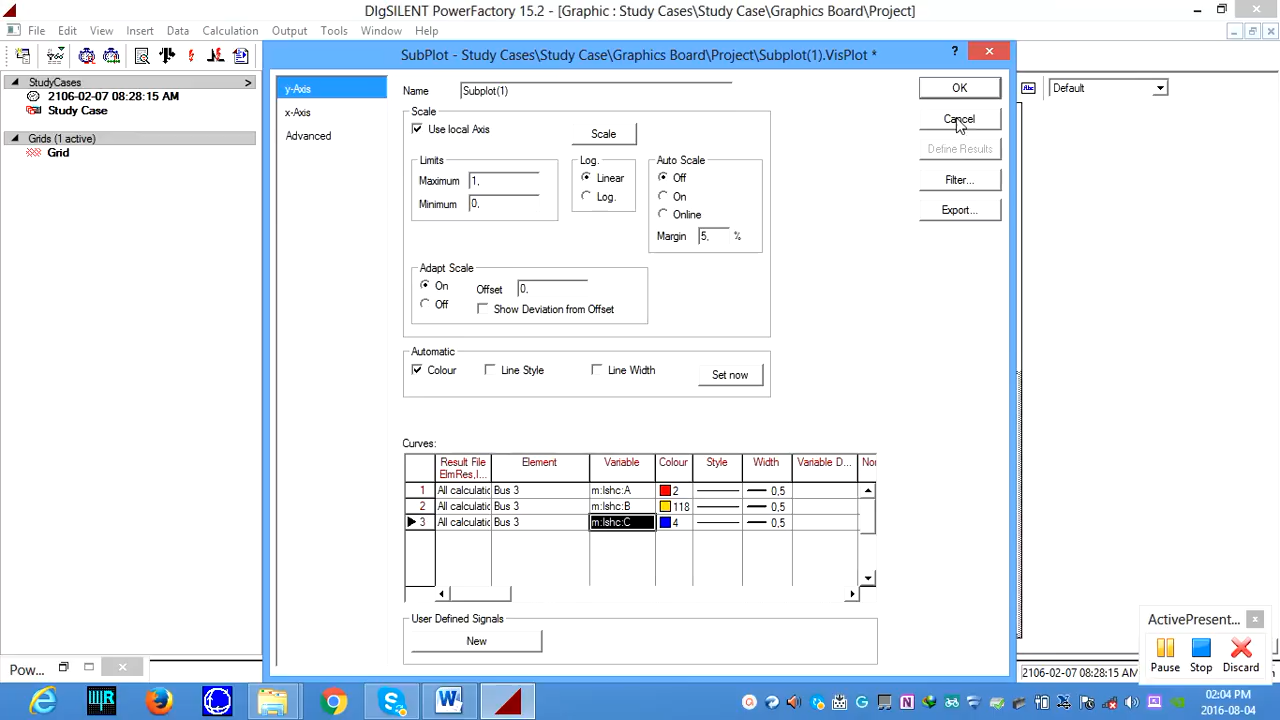 DIgSILENT PowerFactory 15.2 - [Graphic : Study Cases\Study Case\Graphics Board\Project]
File Edit View Insert Data Calculation Output Tools Window Help
StudyCases >
2106-02-07 08:28:15 AM
Study Case
Grids (1 active)
Grid
SubPlot - Study Cases\Study Case\Graphics Board\Project\Subplot(1).VisPlot * ?
Abc Default
y-Axis
x-Axis
Advanced
Name Subplot(1)
Scale
Use local Axis Scale
Limits
Maximum 1.
Minimum 0.
Log.
Linear
Log.
Auto Scale
Off
On
Online
Margin 5. %
Adapt Scale
On Offset 0.
Off Show Deviation from Offset
Automatic
Colour Line Style Line Width Set now
OK
Cancel
Define Results
Filter...
Export...
Curves:
Result File ElmRes,I... Element Variable Colour Style Width Variable D... Nor
1 All calculatic Bus 3 m:Ishc:A 2 0,5
2 All calculatic Bus 3 m:Ishc:B 118 0,5
3 All calculatic Bus 3 m:Ishc:C 4 0,5
User Defined Signals
New
ActivePresent... x
Pause Stop Discard
Pow...
2106-02-07 08:28:15 AM
02:04 PM
2016-08-04